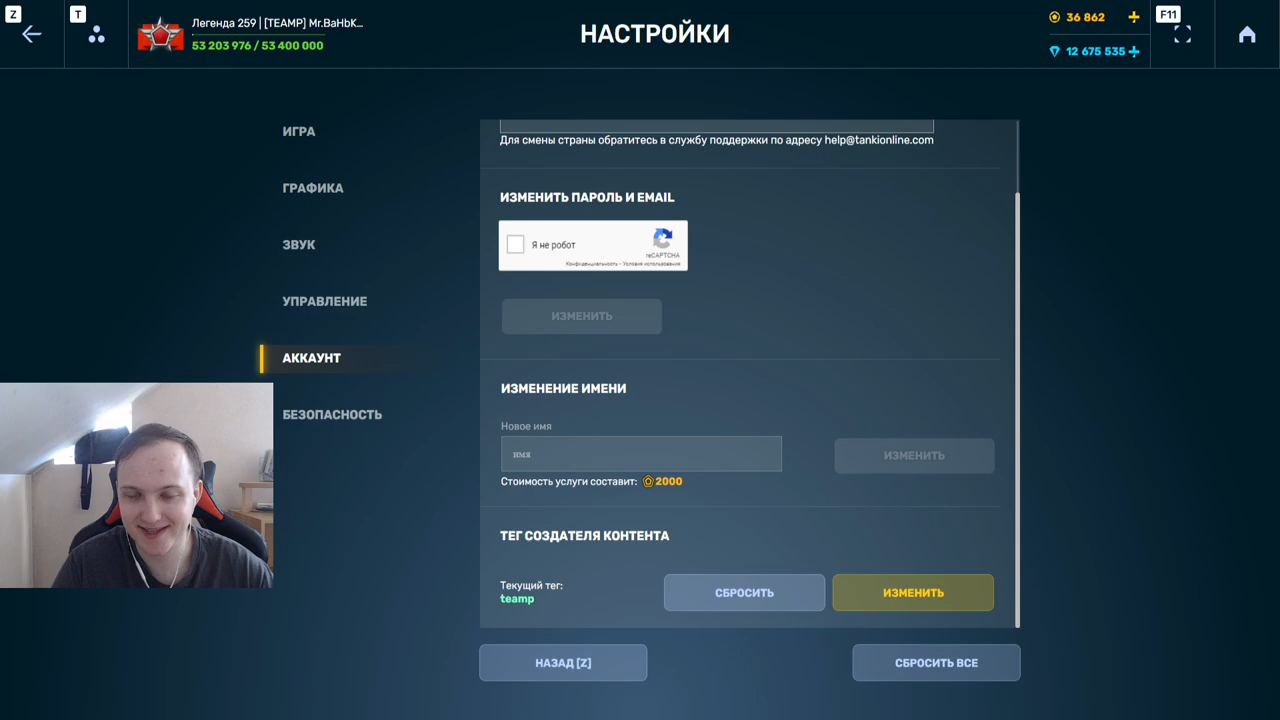 Z
T
Легенда 259 | [TEAMP] Mr.BaHbK...
53 203 976 / 53 400 000
НАСТРОЙКИ
36 862
12 675 535
F11
ИГРА
ГРАФИКА
ЗВУК
УПРАВЛЕНИЕ
АККАУНТ
БЕЗОПАСНОСТЬ
Для смены страны обратитесь в службу поддержки по адресу help@tankionline.com
ИЗМЕНИТЬ ПАРОЛЬ И EMAIL
Я не робот
reCAPTCHA
Конфиденциальность - Условия использования
ИЗМЕНИТЬ
ИЗМЕНЕНИЕ ИМЕНИ
Новое имя
имя
ИЗМЕНИТЬ
Стоимость услуги составит: 2000
ТЕГ СОЗДАТЕЛЯ КОНТЕНТА
Текущий тег:
teamp
СБРОСИТЬ
ИЗМЕНИТЬ
НАЗАД [Z]
СБРОСИТЬ ВСЕ